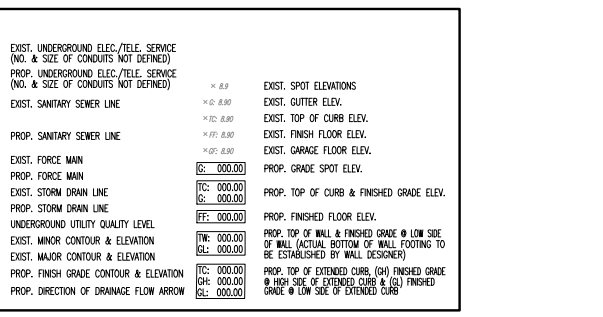 EXIST. UNDERGROUND ELEC./TELE. SERVICE
(NO. & SIZE OF CONDUITS NOT DEFINED)
PROP. UNDERGROUND ELEC./TELE. SERVICE
(NO. & SIZE OF CONDUITS NOT DEFINED)
EXIST. SANITARY SEWER LINE
PROP. SANITARY SEWER LINE
EXIST. FORCE MAIN
PROP. FORCE MAIN
EXIST. STORM DRAIN LINE
PROP. STORM DRAIN LINE
UNDERGROUND UTILITY QUALITY LEVEL
EXIST. MINOR CONTOUR & ELEVATION
EXIST. MAJOR CONTOUR & ELEVATION
PROP. FINISH GRADE CONTOUR & ELEVATION
PROP. DIRECTION OF DRAINAGE FLOW ARROW
× 8.9 EXIST. SPOT ELEVATIONS
× G: 8.90 EXIST. GUTTER ELEV.
× TC: 8.90 EXIST. TOP OF CURB ELEV.
× FF: 8.90 EXIST. FINISH FLOOR ELEV.
× GF: 8.90 EXIST. GARAGE FLOOR ELEV.
G: 000.00 PROP. GRADE SPOT ELEV.
TC: 000.00
G: 000.00
PROP. TOP OF CURB & FINISHED GRADE ELEV.
FF: 000.00 PROP. FINISHED FLOOR ELEV.
TW: 000.00
GL: 000.00
PROP. TOP OF WALL & FINISHED GRADE @ LOW SIDE
OF WALL (ACTUAL BOTTOM OF WALL FOOTING TO
BE ESTABLISHED BY WALL DESIGNER)
TC: 000.00
GH: 000.00
GL: 000.00
PROP. TOP OF EXTENDED CURB, (GH) FINISHED GRADE
@ HIGH SIDE OF EXTENDED CURB & (GL) FINISHED
GRADE @ LOW SIDE OF EXTENDED CURB